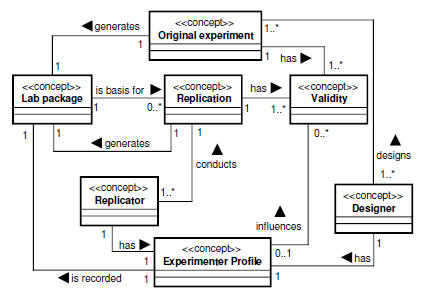 generates
<<concept>>
Original experiment
1..*
1
1
1
has
1..*
<<concept>>
Lab package
is basis for
1
0..*
<<concept>>
Replication
has
1
1..*
<<concept>>
Validity
1
1
generates
1
1
0..*
conducts
designs
<<concept>>
Replicator
1..*
1..*
<<concept>>
Designer
influences
1
has
1
<<concept>>
Experimenter Profile
0..1
1
has
1
is recorded
1